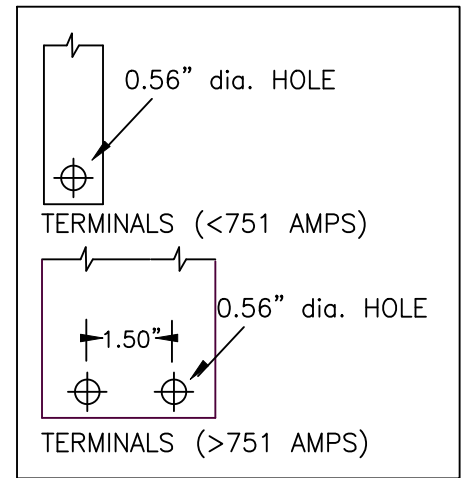 0.56" dia. HOLE
TERMINALS (<751 AMPS)
0.56" dia. HOLE
1.50"
TERMINALS (>751 AMPS)